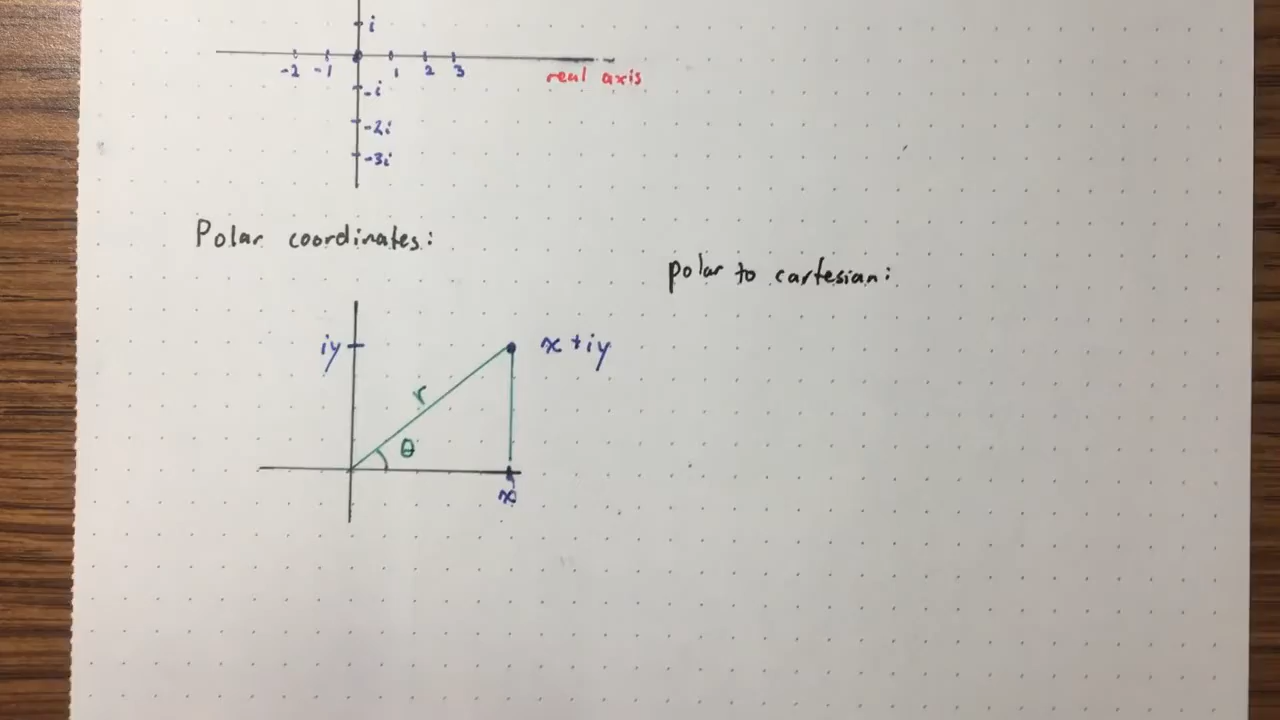 i
-2 -1 1 2 3
real axis
-i
-2i
-3i
Polar coordinates:
polar to cartesian:
iy
x+iy
r
θ
x